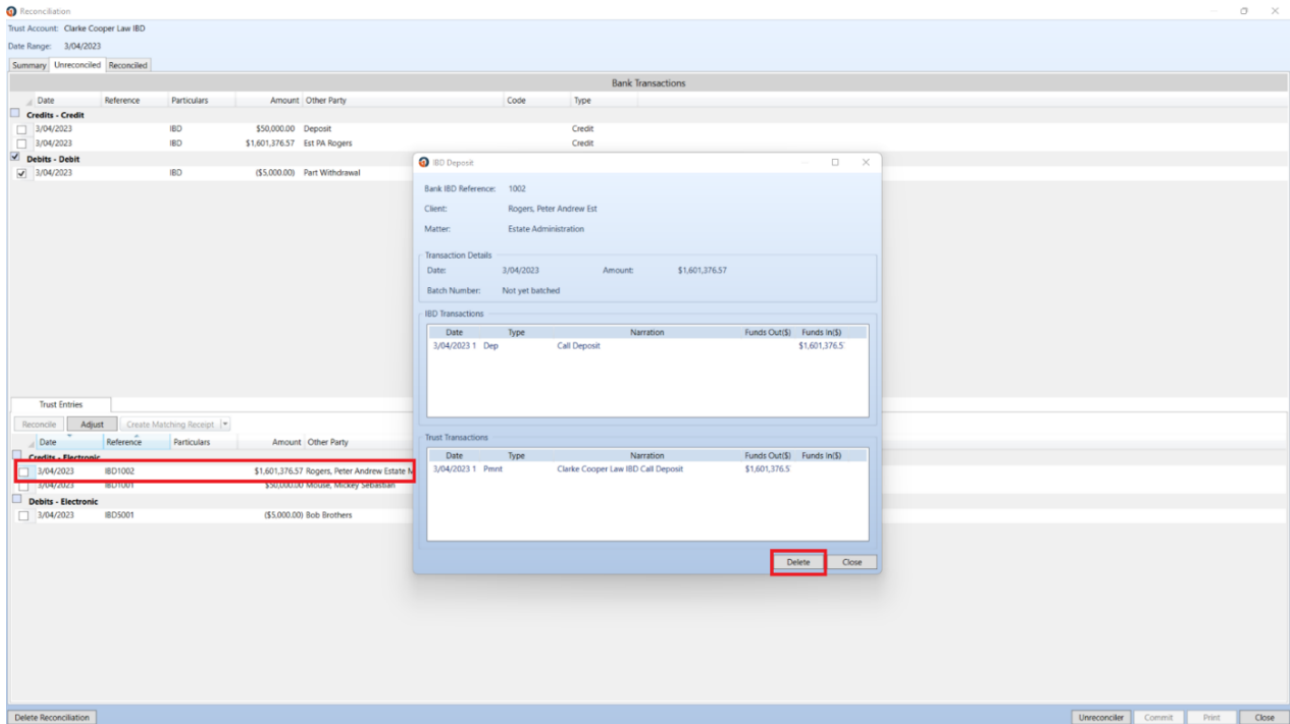 Reconciliation
Trust Account: Clarke Cooper Law IBD
Date Range: 3/04/2023
Summary Unreconciled Reconciled
Bank Transactions
Date Reference Particulars Amount Other Party Code Type
Credits - Credit
3/04/2023 IBD $50,000.00 Deposit Credit
3/04/2023 IBD $1,601,376.57 Est PA Rogers Credit
Debits - Debit
3/04/2023 IBD ($5,000.00) Part Withdrawal
IBD Deposit
Bank IBD Reference: 1002
Client: Rogers, Peter Andrew Est
Matter: Estate Administration
Transaction Details
Date: 3/04/2023 Amount: $1,601,376.57
Batch Number: Not yet batched
IBD Transactions
Date Type Narration Funds Out($) Funds In($)
3/04/2023 1 Dep Call Deposit $1,601,376.5
Trust Transactions
Date Type Narration Funds Out($) Funds In($)
3/04/2023 1 Pmnt Clarke Cooper Law IBD Call Deposit $1,601,376.5
Delete Close
Trust Entries
Reconcile Adjust Create Matching Receipt
Date Reference Particulars Amount Other Party
Credits - Electronic
3/04/2023 IBD1002 $1,601,376.57 Rogers, Peter Andrew Estate M
3/04/2023 IBD1001 $50,000.00 Mouse, Mickey Sebastian
Debits - Electronic
3/04/2023 IBD5001 ($5,000.00) Bob Brothers
Delete Reconciliation Unreconciler Commit Print Close